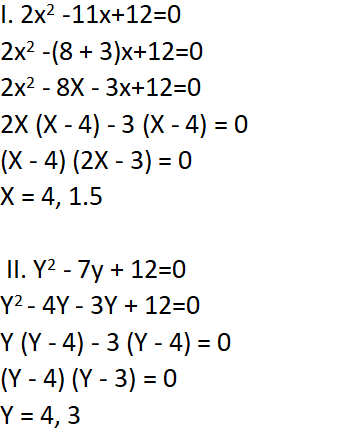 I. 2x² -11x+12=0
2x² -(8 + 3)x+12=0
2x² - 8X - 3x+12=0
2X (X - 4) - 3 (X - 4) = 0
(X - 4) (2X - 3) = 0
X = 4, 1.5
II. Y² - 7y + 12=0
Y² - 4Y - 3Y + 12=0
Y (Y - 4) - 3 (Y - 4) = 0
(Y - 4) (Y - 3) = 0
Y = 4, 3